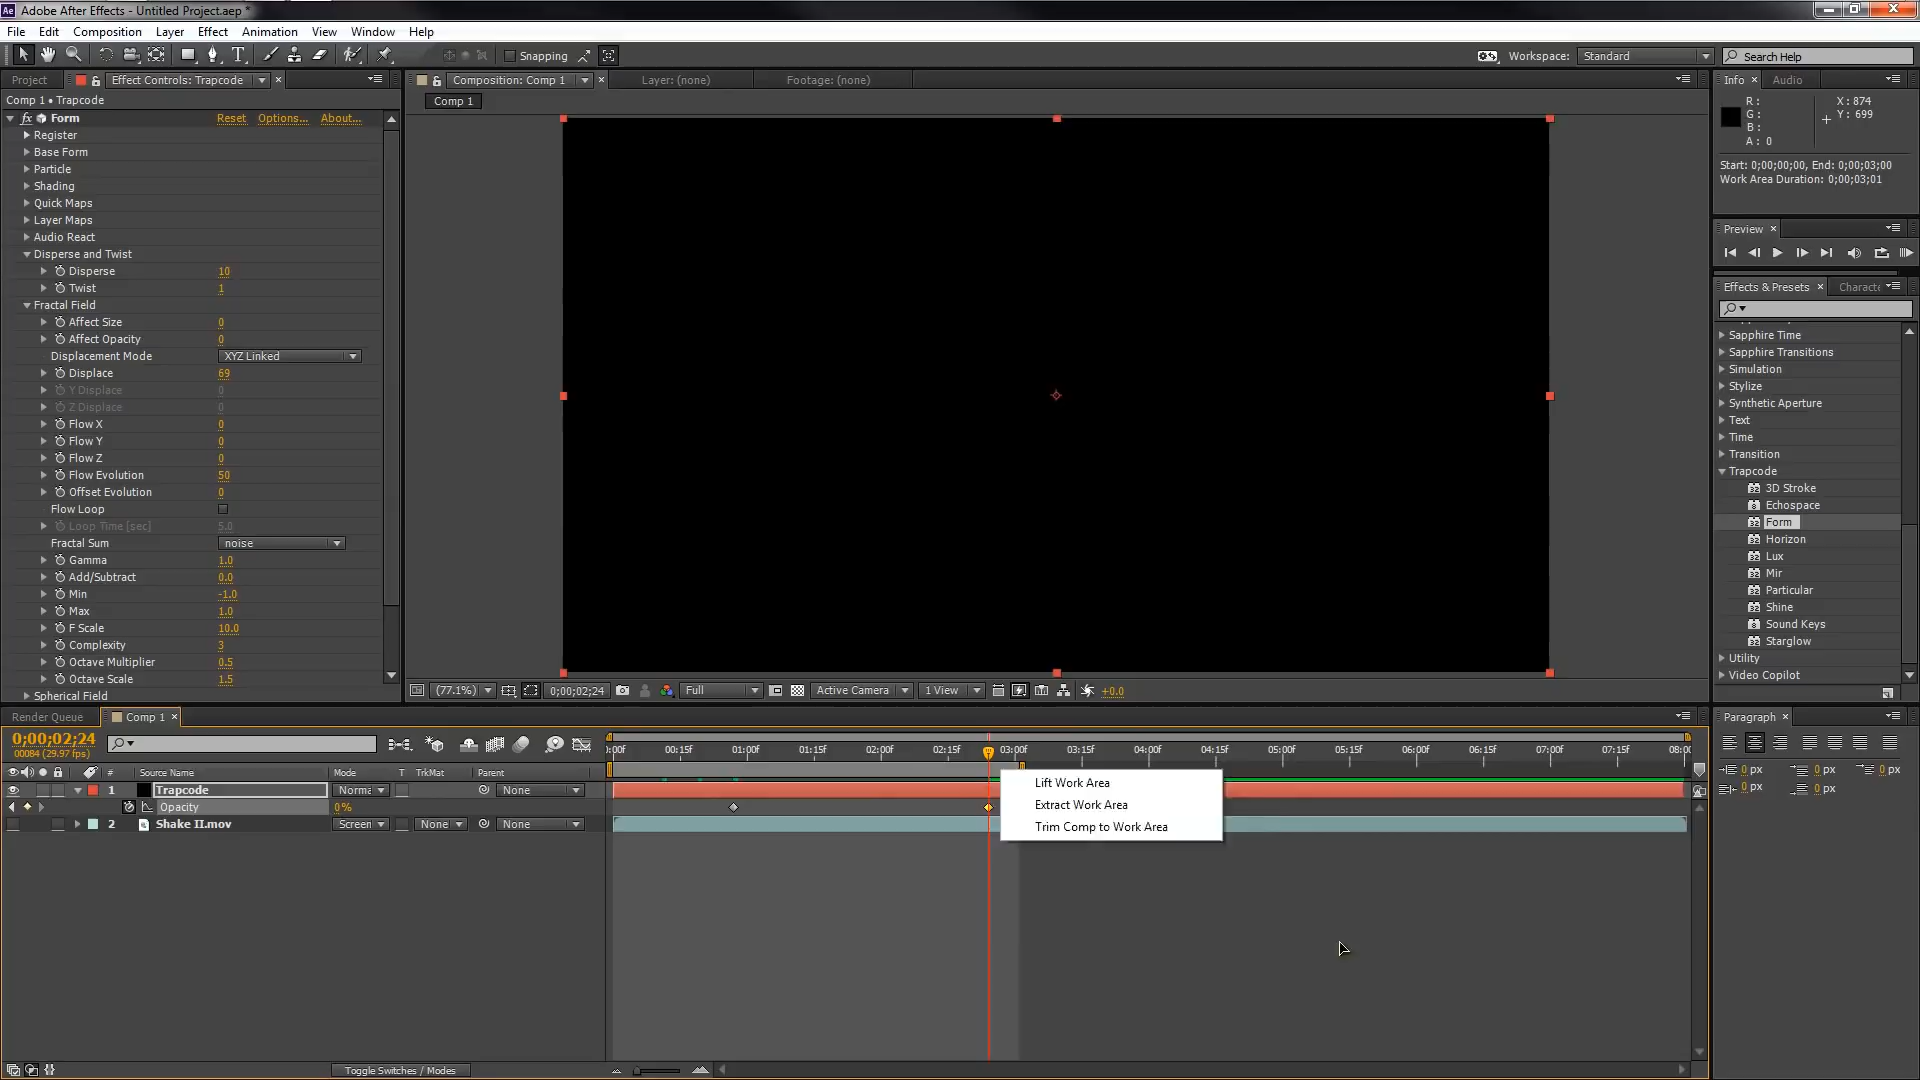 Ae Adobe After Effects - Untitled Project.aep *
File Edit Composition Layer Effect Animation View Window Help
Snapping
Workspace: Standard
Search Help
Project
Effect Controls: Trapcode
Comp 1 • Trapcode
fx Form Reset Options... About...
Register
Base Form
Particle
Shading
Quick Maps
Layer Maps
Audio React
Disperse and Twist
Disperse 10
Twist 1
Fractal Field
Affect Size 0
Affect Opacity 0
Displacement Mode XYZ Linked
Displace 69
Y Displace 0
Z Displace 0
Flow X 0
Flow Y 0
Flow Z 0
Flow Evolution 50
Offset Evolution 0
Flow Loop
Loop Time [sec] 5.0
Fractal Sum noise
Gamma 1.0
Add/Subtract 0.0
Min -1.0
Max 1.0
F Scale 10.0
Complexity 3
Octave Multiplier 0.5
Octave Scale 1.5
Spherical Field
Composition: Comp 1
Layer: (none)
Footage: (none)
Comp 1
(77.1%) 0;00;02;24 Full Active Camera 1 View +0.0
Info Audio
R:
G:
B:
A: 0
X: 874
Y: 699
Start: 0;00;00;00, End: 0;00;03;00
Work Area Duration: 0;00;03;01
Preview
Effects & Presets Characte
Sapphire Time
Sapphire Transitions
Simulation
Stylize
Synthetic Aperture
Text
Time
Transition
Trapcode
3D Stroke
Echospace
Form
Horizon
Lux
Mir
Particular
Shine
Sound Keys
Starglow
Utility
Video Copilot
Render Queue Comp 1
0;00;02;24
00084 (29.97 fps)
# Source Name Mode T TrkMat Parent
1 Trapcode Norma None
Opacity 0%
2 Shake II.mov Screen None None
):00f 00:15f 01:00f 01:15f 02:00f 02:15f 03:00f 03:15f 04:00f 04:15f 05:00f 05:15f 06:00f 06:15f 07:00f 07:15f 08:00
Lift Work Area
Extract Work Area
Trim Comp to Work Area
Toggle Switches / Modes
Paragraph
0 px 0 px 0 px
0 px 0 px